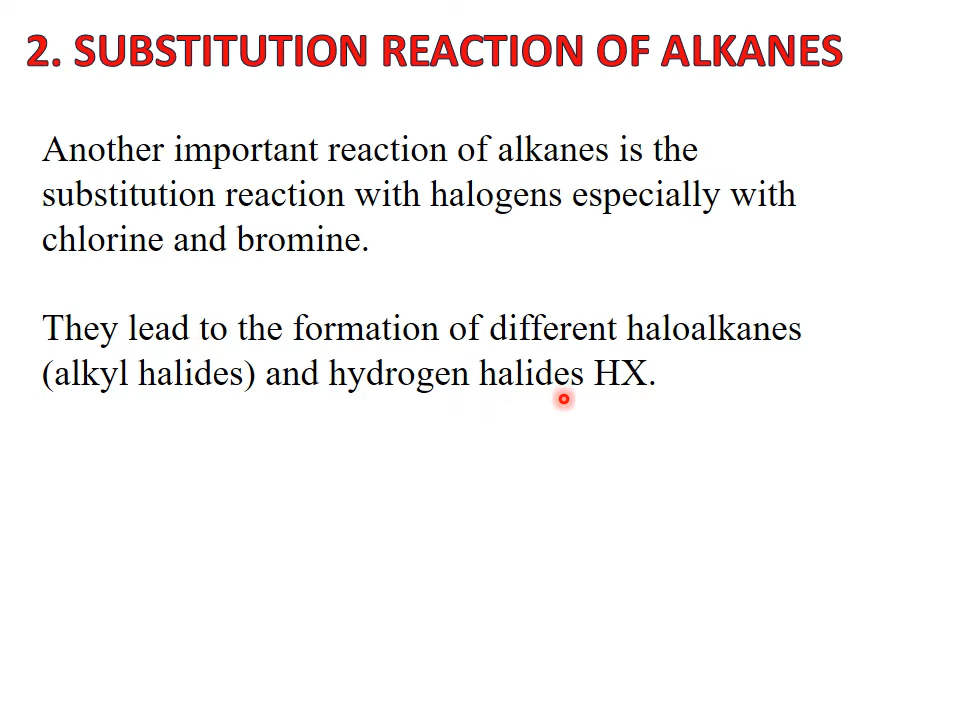 2. SUBSTITUTION REACTION OF ALKANES
Another important reaction of alkanes is the
substitution reaction with halogens especially with
chlorine and bromine.
They lead to the formation of different haloalkanes
(alkyl halides) and hydrogen halides HX.